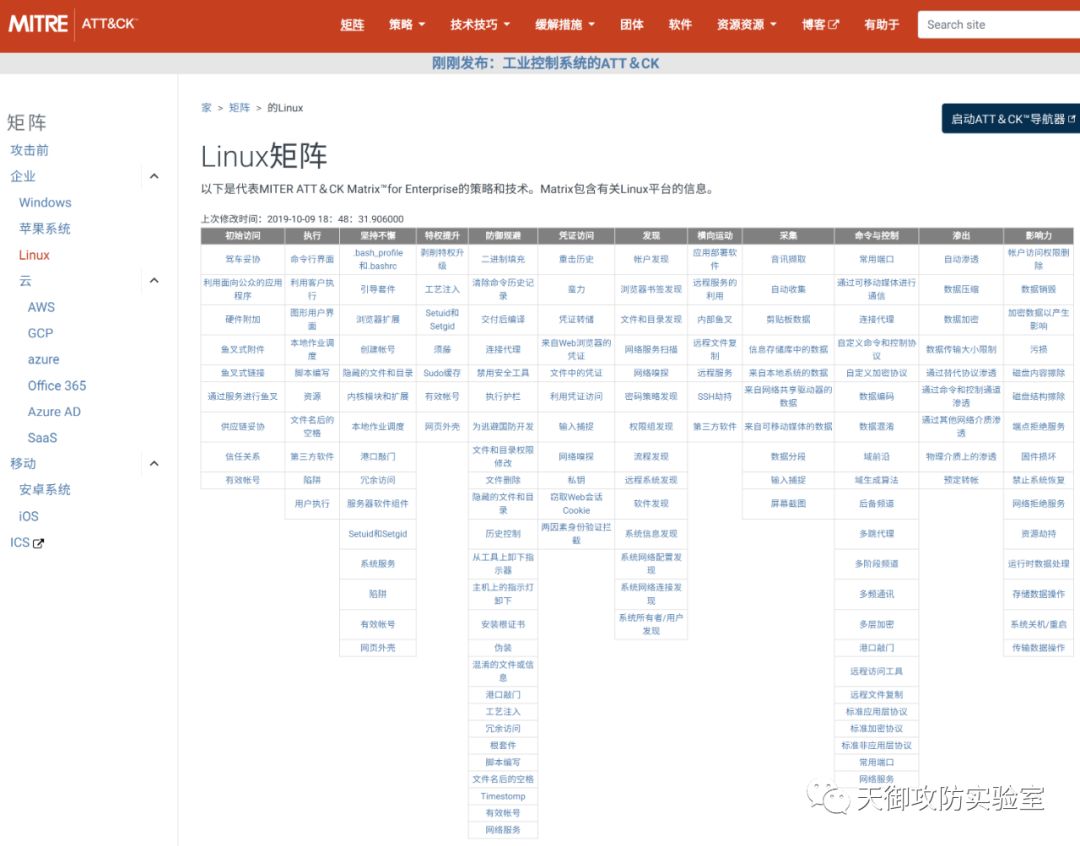 MITRE ATT&CK™
矩阵 策略 技术技巧 缓解措施 团体 软件 资源资源 博客 有助于 Search site
刚刚发布：工业控制系统的ATT＆CK
矩阵
攻击前
企业
Windows
苹果系统
Linux
云
AWS
GCP
azure
Office 365
Azure AD
SaaS
移动
安卓系统
iOS
ICS
家 > 矩阵 > 的Linux
启动ATT＆CK™导航器
Linux矩阵
以下是代表MITER ATT＆CK Matrix™for Enterprise的策略和技术。Matrix包含有关Linux平台的信息。
上次修改时间：2019-10-09 18：48：31.906000
初始访问
驾车妥协
利用面向公众的应用
程序
硬件附加
鱼叉式附件
鱼叉式链接
通过服务进行鱼叉
供应链妥协
信任关系
有效帐号
执行
命令行界面
利用客户执
行
图形用户界
面
本地作业调
度
脚本编写
资源
文件名后的
空格
第三方软件
陷阱
用户执行
坚持不懈
.bash_profile
和.bashrc
引导套件
浏览器扩展
创建帐号
隐藏的文件和目录
内核模块和扩展
本地作业调度
港口敲门
冗余访问
服务器软件组件
Setuid和Setgid
系统服务
陷阱
有效帐号
网页外壳
特权提升
剥削特权升
级
工艺注入
Setuid和
Setgid
须藤
Sudo缓存
有效帐号
网页外壳
防御规避
二进制填充
清除命令历史记
录
交付后编译
连接代理
禁用安全工具
执行护栏
为逃避国防开发
文件和目录权限
修改
文件删除
隐藏的文件和目
录
历史控制
从工具上卸下指
示器
主机上的指示灯
卸下
安装根证书
伪装
混淆的文件或信
息
港口敲门
工艺注入
冗余访问
根套件
脚本编写
文件名后的空格
Timestomp
有效帐号
网络服务
凭证访问
重击历史
蛮力
凭证转储
来自Web浏览器的
凭证
文件中的凭证
利用凭证访问
输入捕捉
网络嗅探
私钥
窃取Web会话
Cookie
两因素身份验证拦
截
发现
帐户发现
浏览器书签发现
文件和目录发现
网络服务扫描
网络嗅探
密码策略发现
权限组发现
流程发现
远程系统发现
软件发现
系统信息发现
系统网络配置发
现
系统网络连接发
现
系统所有者/用户
发现
横向运动
应用部署软
件
远程服务的
利用
内部鱼叉
远程文件复
制
远程服务
SSH劫持
第三方软件
采集
音讯撷取
自动收集
剪贴板数据
信息存储库中的数据
来自本地系统的数据
来自网络共享驱动器的
数据
来自可移动媒体的数据
数据分段
输入捕捉
屏幕截图
命令与控制
常用端口
通过可移动媒体进行
通信
连接代理
自定义命令和控制协
议
自定义加密协议
数据编码
数据混淆
域前沿
域生成算法
后备频道
多跳代理
多阶段频道
多频通讯
多层加密
港口敲门
远程访问工具
远程文件复制
标准应用层协议
标准加密协议
标准非应用层协议
常用端口
网络服务
渗出
自动渗透
数据压缩
数据加密
数据传输大小限制
通过替代协议渗透
通过命令和控制通道
渗透
通过其他网络介质渗
透
物理介质上的渗透
预定转帐
影响力
帐户访问权限删
除
数据销毁
加密数据以产生
影响
污损
磁盘内容擦除
磁盘结构擦除
端点拒绝服务
固件损坏
禁止系统恢复
网络拒绝服务
资源劫持
运行时数据处理
存储数据操作
系统关机/重启
传输数据操作
天御攻防实验室